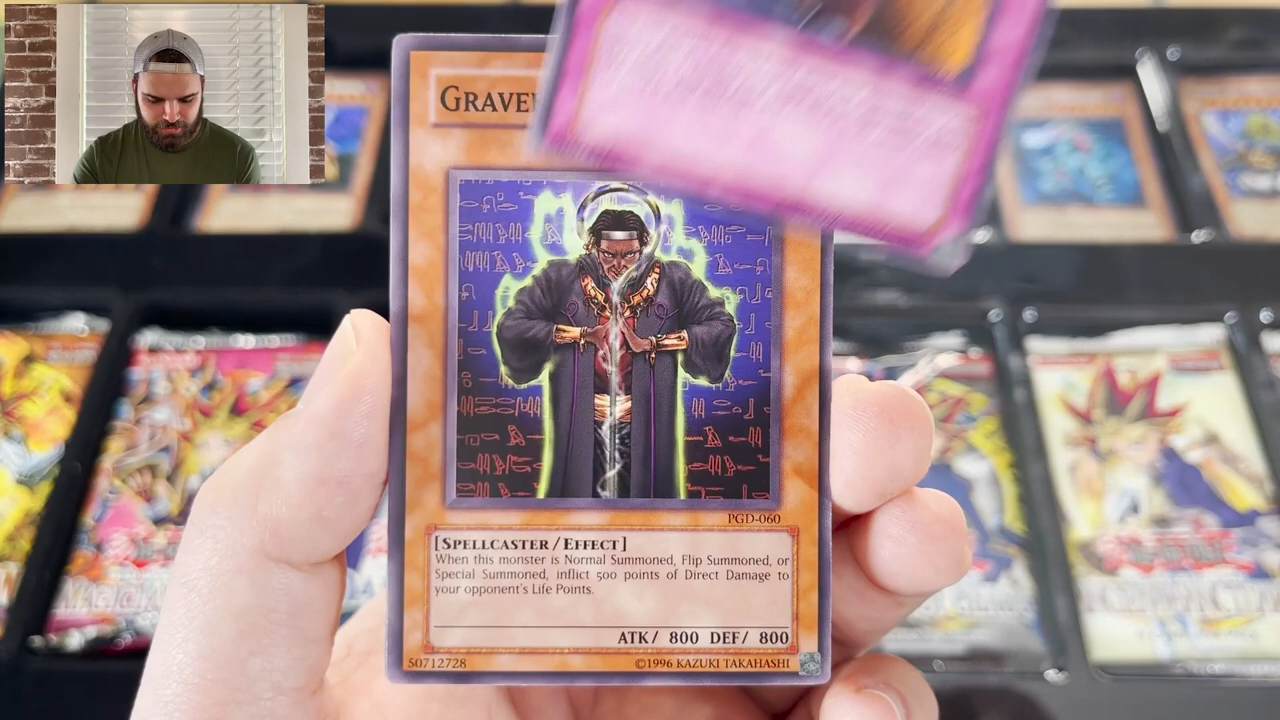 GRAVE
PGD-060
[SPELLCASTER/EFFECT]
When this monster is Normal Summoned, Flip Summoned, or
Special Summoned, inflict 500 points of Direct Damage to
your opponent's Life Points.
ATK/ 800 DEF/ 800
50712728
©1996 KAZUKI TAKAHASHI